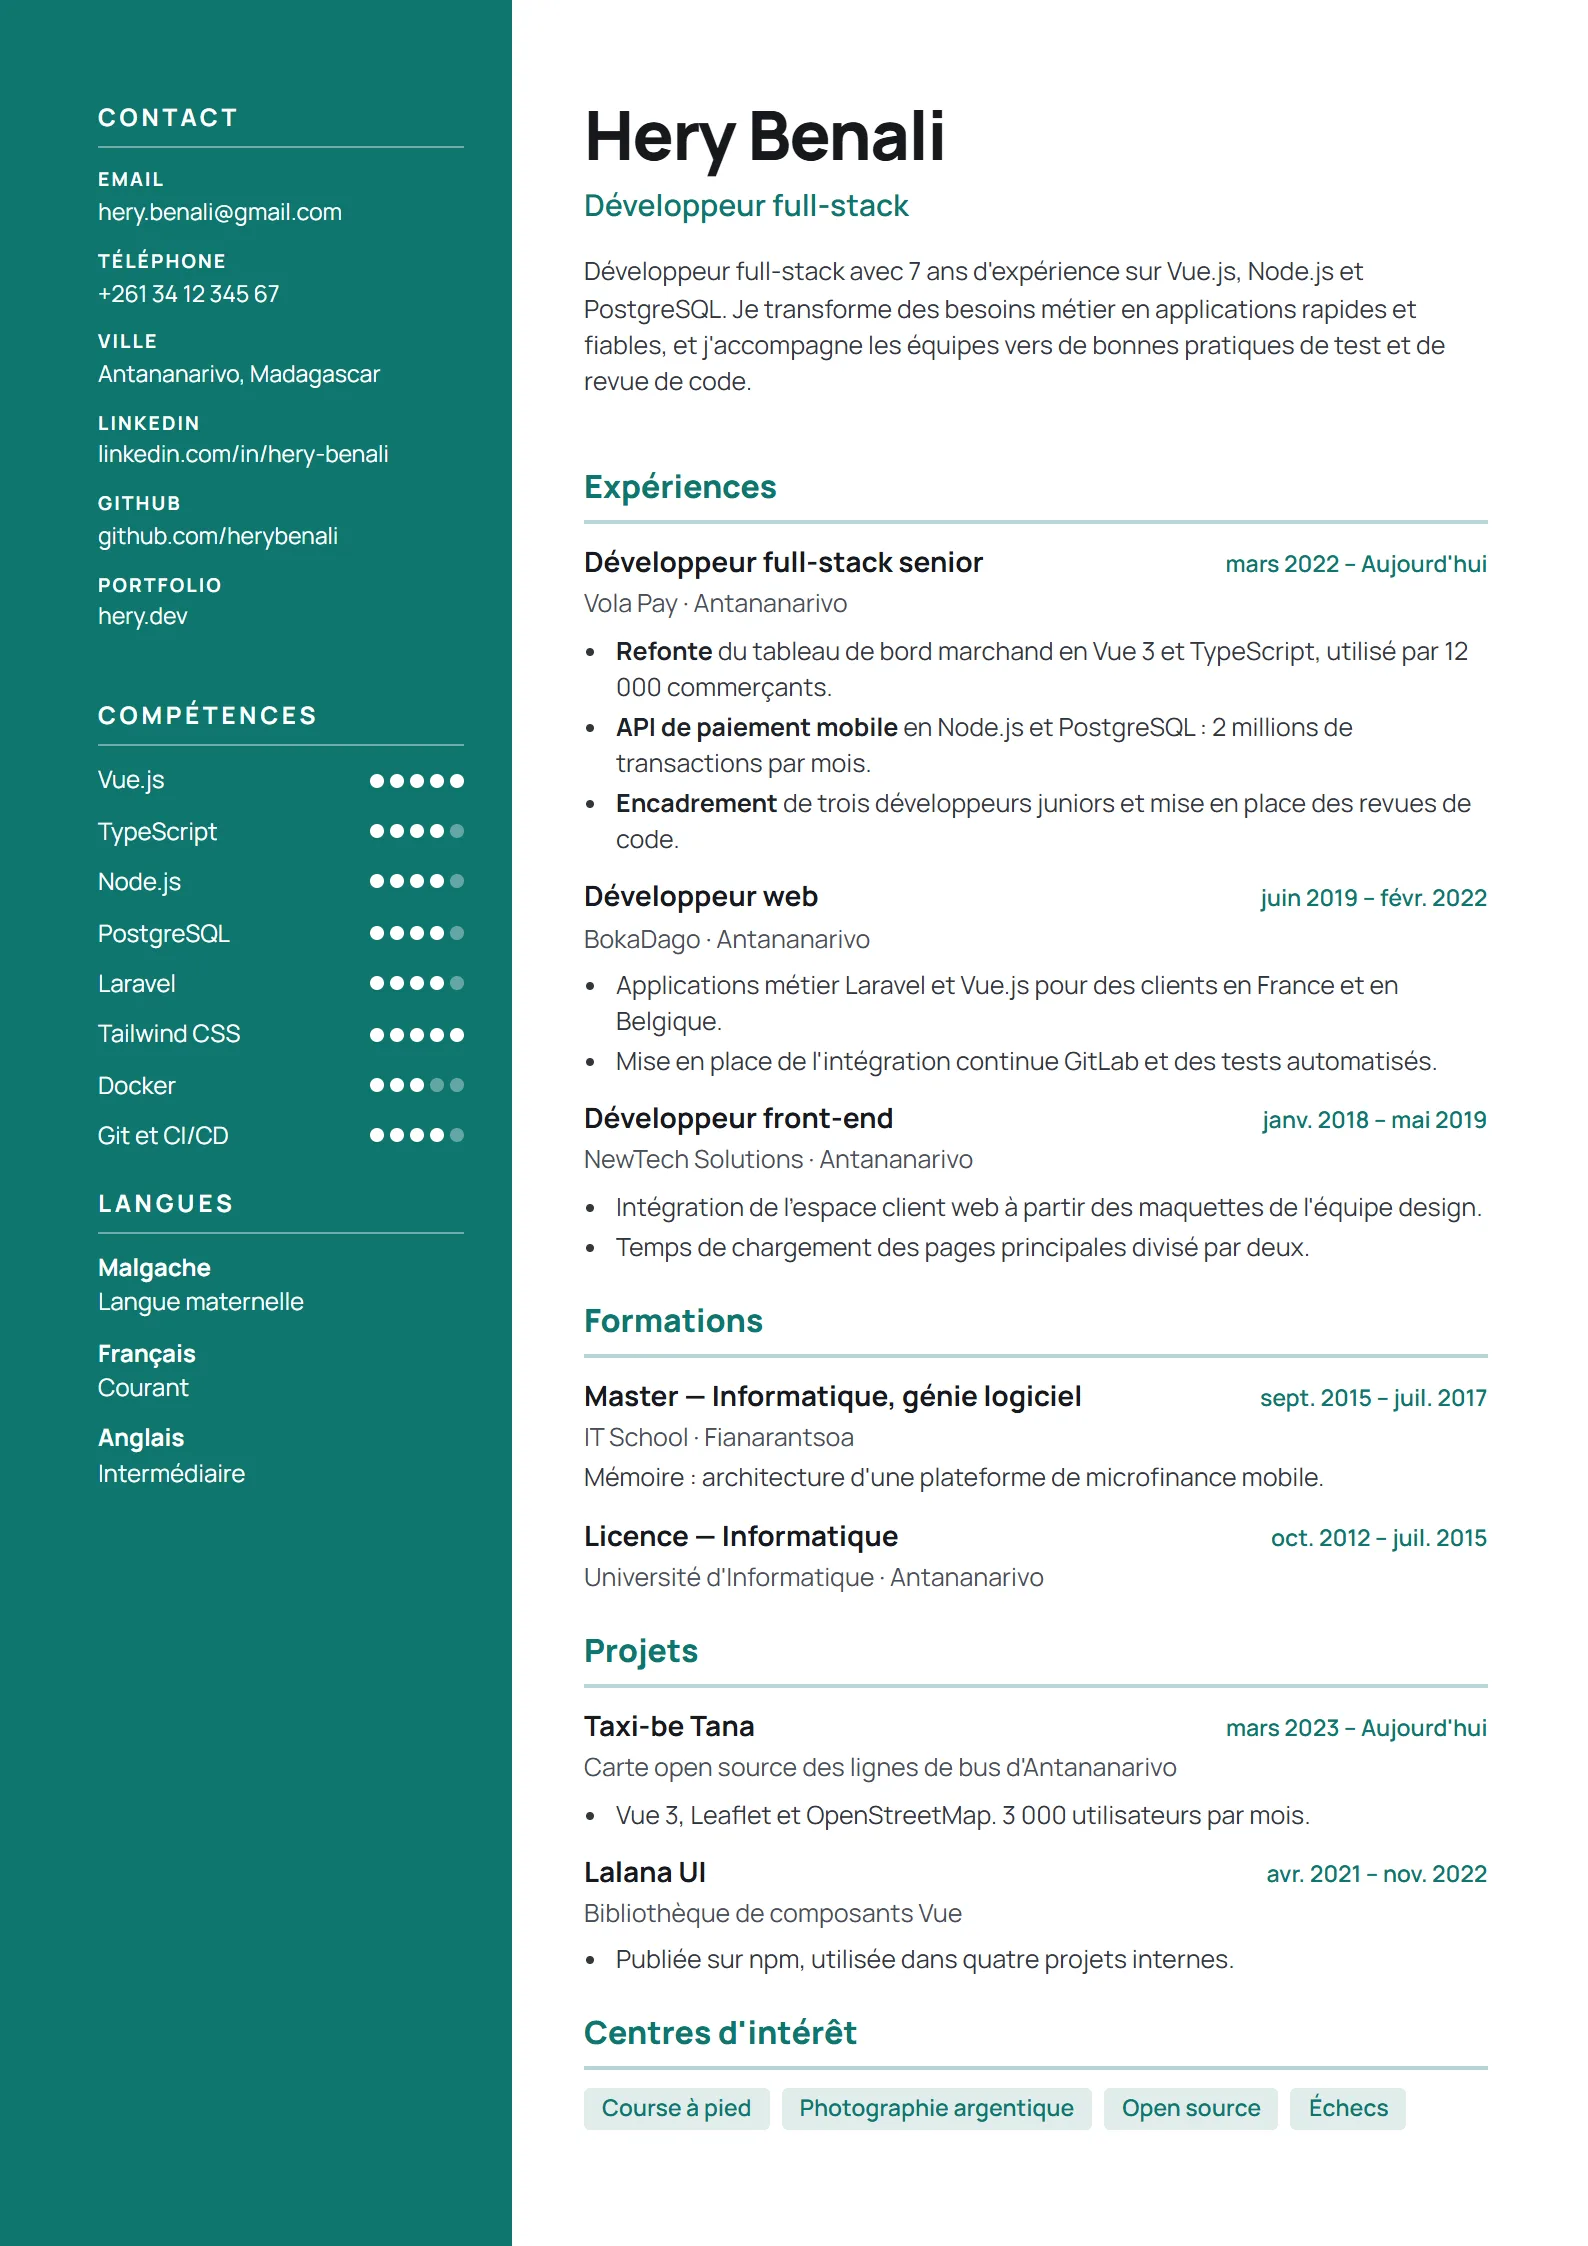 CONTACT
EMAIL
hery.benali@gmail.com
TÉLÉPHONE
+261 34 12 345 67
VILLE
Antananarivo, Madagascar
LINKEDIN
linkedin.com/in/hery-benali
GITHUB
github.com/herybenali
PORTFOLIO
hery.dev
COMPÉTENCES
Vue.js
TypeScript
Node.js
PostgreSQL
Laravel
Tailwind CSS
Docker
Git et CI/CD
LANGUES
Malgache
Langue maternelle
Français
Courant
Anglais
Intermédiaire
Hery Benali
Développeur full-stack
Développeur full-stack avec 7 ans d'expérience sur Vue.js, Node.js et
PostgreSQL. Je transforme des besoins métier en applications rapides et
fiables, et j'accompagne les équipes vers de bonnes pratiques de test et de
revue de code.
Expériences
Développeur full-stack senior mars 2022 – Aujourd'hui
Vola Pay · Antananarivo
• Refonte du tableau de bord marchand en Vue 3 et TypeScript, utilisé par 12
000 commerçants.
• API de paiement mobile en Node.js et PostgreSQL : 2 millions de
transactions par mois.
• Encadrement de trois développeurs juniors et mise en place des revues de
code.
Développeur web juin 2019 – févr. 2022
BokaDago · Antananarivo
• Applications métier Laravel et Vue.js pour des clients en France et en
Belgique.
• Mise en place de l'intégration continue GitLab et des tests automatisés.
Développeur front-end janv. 2018 – mai 2019
NewTech Solutions · Antananarivo
• Intégration de l’espace client web à partir des maquettes de l'équipe design.
• Temps de chargement des pages principales divisé par deux.
Formations
Master — Informatique, génie logiciel sept. 2015 – juil. 2017
IT School · Fianarantsoa
Mémoire : architecture d'une plateforme de microfinance mobile.
Licence — Informatique oct. 2012 – juil. 2015
Université d'Informatique · Antananarivo
Projets
Taxi-be Tana mars 2023 – Aujourd'hui
Carte open source des lignes de bus d'Antananarivo
• Vue 3, Leaflet et OpenStreetMap. 3 000 utilisateurs par mois.
Lalana UI avr. 2021 – nov. 2022
Bibliothèque de composants Vue
• Publiée sur npm, utilisée dans quatre projets internes.
Centres d'intérêt
Course à pied Photographie argentique Open source Échecs